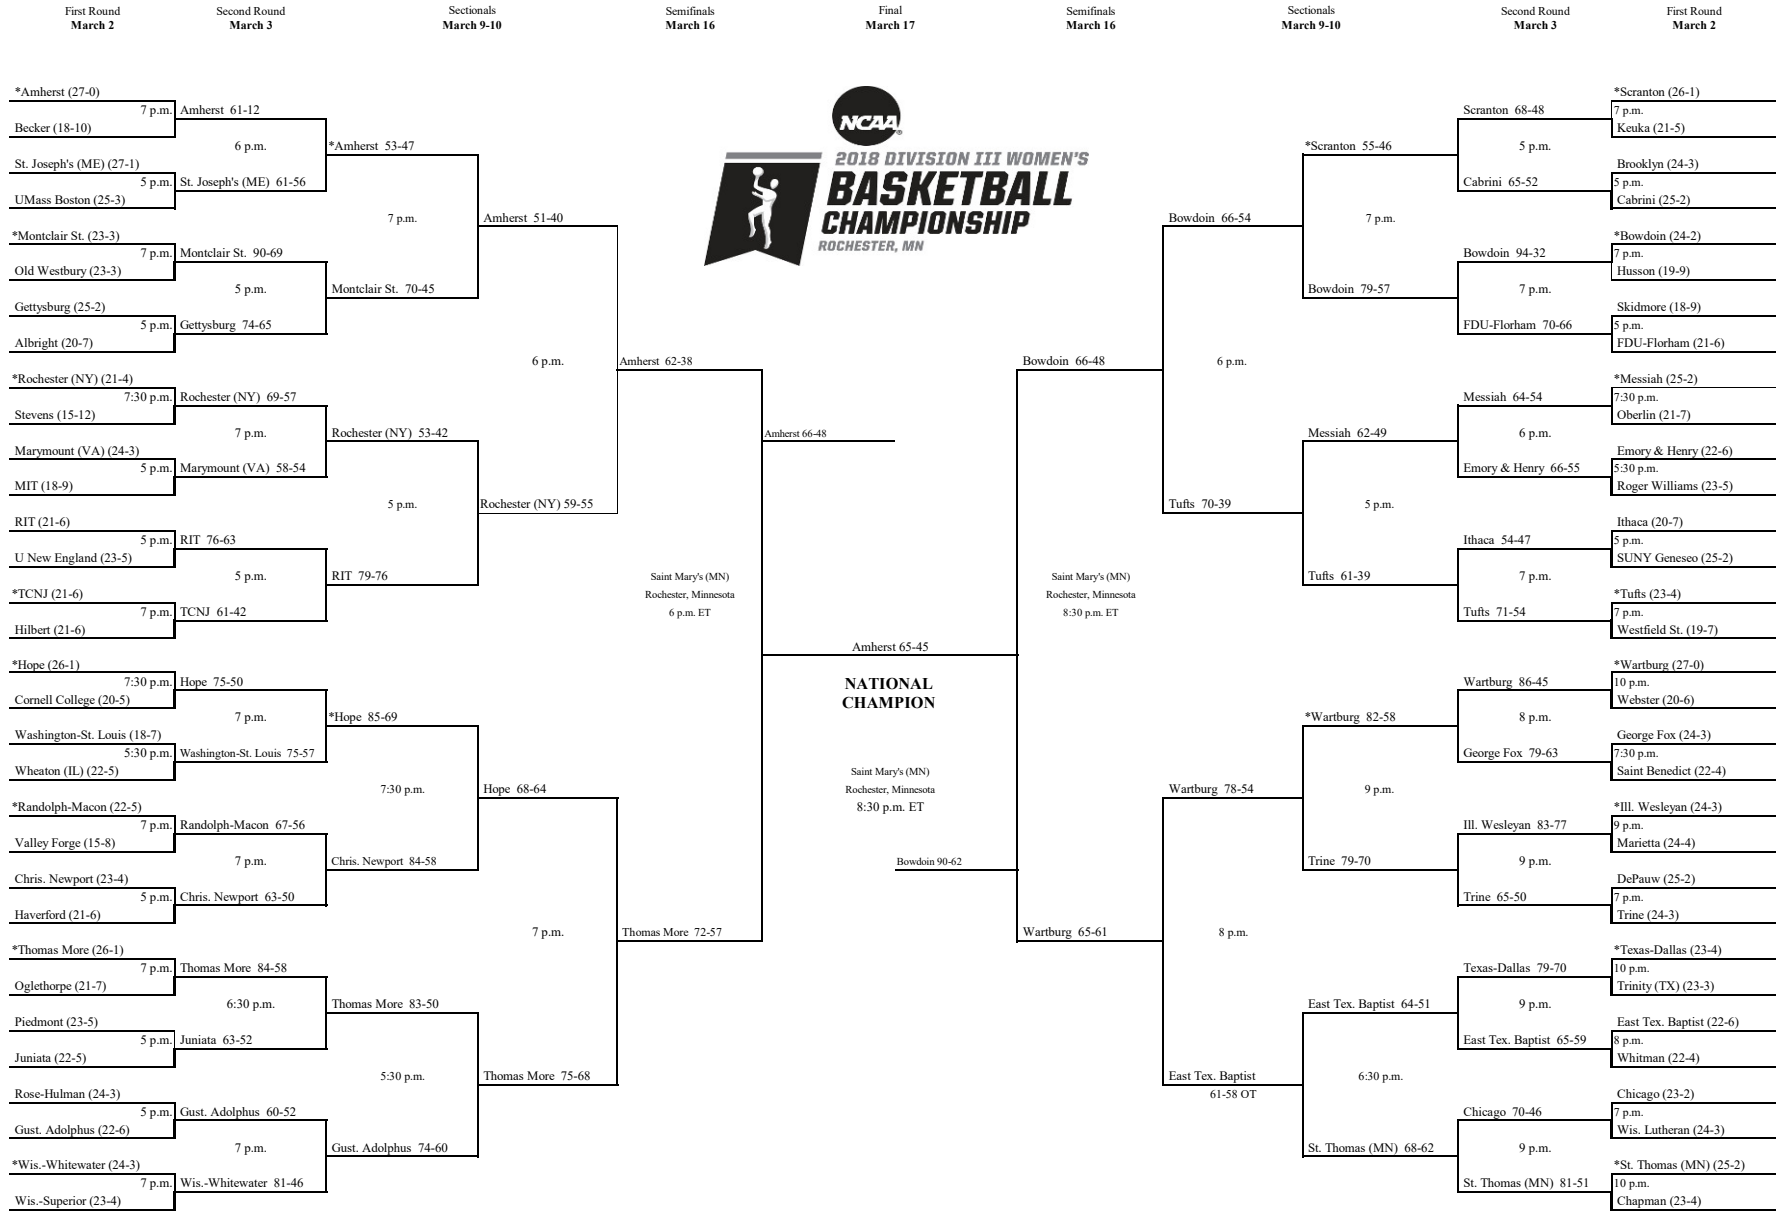 First Round
March 2
Second Round
March 3
Sectionals
March 9-10
Semifinals
March 16
Final
March 17
Semifinals
March 16
Sectionals
March 9-10
Second Round
March 3
First Round
March 2
NCAA
2018 DIVISION III WOMEN'S
BASKETBALL
CHAMPIONSHIP
ROCHESTER, MN
*Amherst (27-0)
7 p.m.
Becker (18-10)
St. Joseph's (ME) (27-1)
5 p.m.
UMass Boston (25-3)
*Montclair St. (23-3)
7 p.m.
Old Westbury (23-3)
Gettysburg (25-2)
5 p.m.
Albright (20-7)
*Rochester (NY) (21-4)
7:30 p.m.
Stevens (15-12)
Marymount (VA) (24-3)
5 p.m.
MIT (18-9)
RIT (21-6)
5 p.m.
U New England (23-5)
*TCNJ (21-6)
7 p.m.
Hilbert (21-6)
*Hope (26-1)
7:30 p.m.
Cornell College (20-5)
Washington-St. Louis (18-7)
5:30 p.m.
Wheaton (IL) (22-5)
*Randolph-Macon (22-5)
7 p.m.
Valley Forge (15-8)
Chris. Newport (23-4)
5 p.m.
Haverford (21-6)
*Thomas More (26-1)
7 p.m.
Oglethorpe (21-7)
Piedmont (23-5)
5 p.m.
Juniata (22-5)
Rose-Hulman (24-3)
5 p.m.
Gust. Adolphus (22-6)
*Wis.-Whitewater (24-3)
7 p.m.
Wis.-Superior (23-4)
Amherst 61-12
6 p.m.
St. Joseph's (ME) 61-56
Montclair St. 90-69
5 p.m.
Gettysburg 74-65
Rochester (NY) 69-57
7 p.m.
Marymount (VA) 58-54
RIT 76-63
5 p.m.
TCNJ 61-42
Hope 75-50
7 p.m.
Washington-St. Louis 75-57
Randolph-Macon 67-56
7 p.m.
Chris. Newport 63-50
Thomas More 84-58
6:30 p.m.
Juniata 63-52
Gust. Adolphus 60-52
7 p.m.
Wis.-Whitewater 81-46
*Amherst 53-47
7 p.m.
Montclair St. 70-45
Rochester (NY) 53-42
5 p.m.
RIT 79-76
*Hope 85-69
7:30 p.m.
Chris. Newport 84-58
Thomas More 83-50
5:30 p.m.
Gust. Adolphus 74-60
Amherst 51-40
6 p.m.
Rochester (NY) 59-55
Hope 68-64
7 p.m.
Thomas More 75-68
Amherst 62-38
Saint Mary's (MN)
Rochester, Minnesota
6 p.m. ET
Thomas More 72-57
Amherst 66-48
Amherst 65-45
NATIONAL
CHAMPION
Saint Mary's (MN)
Rochester, Minnesota
8:30 p.m. ET
Bowdoin 90-62
Bowdoin 66-48
Saint Mary's (MN)
Rochester, Minnesota
8:30 p.m. ET
Wartburg 65-61
Bowdoin 66-54
6 p.m.
Tufts 70-39
Wartburg 78-54
8 p.m.
East Tex. Baptist
61-58 OT
*Scranton 55-46
7 p.m.
Bowdoin 79-57
Messiah 62-49
5 p.m.
Tufts 61-39
*Wartburg 82-58
9 p.m.
Trine 79-70
East Tex. Baptist 64-51
6:30 p.m.
St. Thomas (MN) 68-62
Scranton 68-48
5 p.m.
Cabrini 65-52
Bowdoin 94-32
7 p.m.
FDU-Florham 70-66
Messiah 64-54
6 p.m.
Emory & Henry 66-55
Ithaca 54-47
7 p.m.
Tufts 71-54
Wartburg 86-45
8 p.m.
George Fox 79-63
Ill. Wesleyan 83-77
9 p.m.
Trine 65-50
Texas-Dallas 79-70
9 p.m.
East Tex. Baptist 65-59
Chicago 70-46
9 p.m.
St. Thomas (MN) 81-51
*Scranton (26-1)
7 p.m.
Keuka (21-5)
Brooklyn (24-3)
5 p.m.
Cabrini (25-2)
*Bowdoin (24-2)
7 p.m.
Husson (19-9)
Skidmore (18-9)
5 p.m.
FDU-Florham (21-6)
*Messiah (25-2)
7:30 p.m.
Oberlin (21-7)
Emory & Henry (22-6)
5:30 p.m.
Roger Williams (23-5)
Ithaca (20-7)
5 p.m.
SUNY Geneseo (25-2)
*Tufts (23-4)
7 p.m.
Westfield St. (19-7)
*Wartburg (27-0)
10 p.m.
Webster (20-6)
George Fox (24-3)
7:30 p.m.
Saint Benedict (22-4)
*Ill. Wesleyan (24-3)
9 p.m.
Marietta (24-4)
DePauw (25-2)
7 p.m.
Trine (24-3)
*Texas-Dallas (23-4)
10 p.m.
Trinity (TX) (23-3)
East Tex. Baptist (22-6)
8 p.m.
Whitman (22-4)
Chicago (23-2)
7 p.m.
Wis. Lutheran (24-3)
*St. Thomas (MN) (25-2)
10 p.m.
Chapman (23-4)